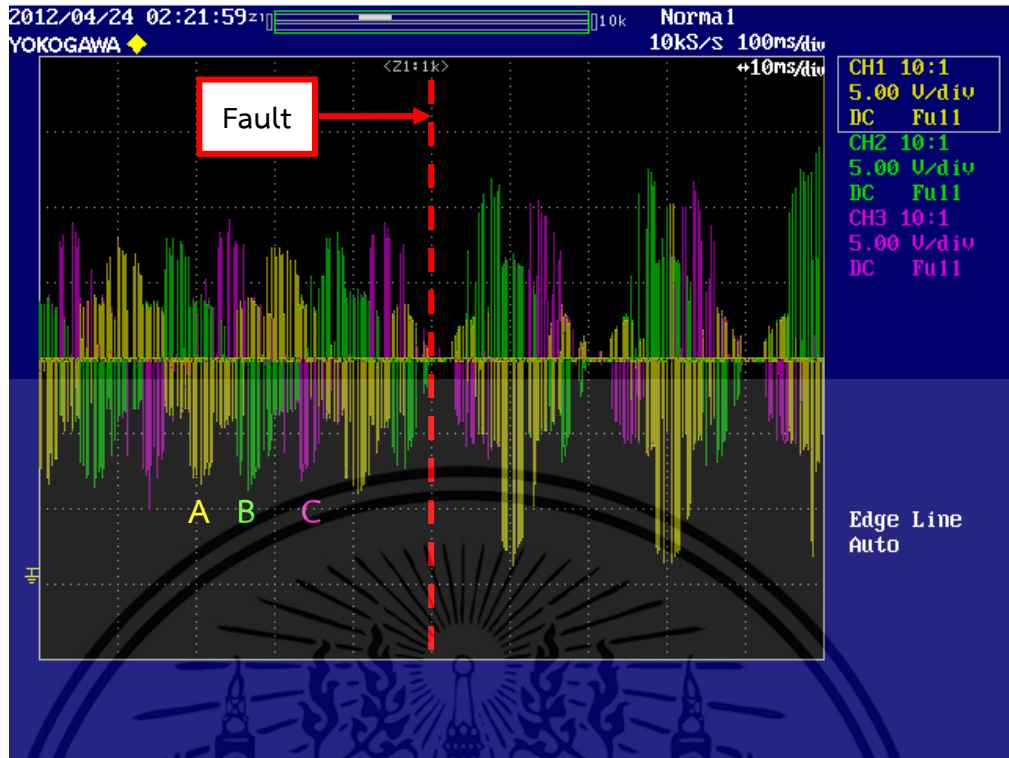 2012/04/24 02:21:59 Z1 10k Normal
YOKOGAWA 10kS/s 100ms/div
<Z1:1k> ↔10ms/div
CH1 10:1
5.00 V/div
DC Full
CH2 10:1
5.00 V/div
DC Full
CH3 10:1
5.00 V/div
DC Full
Fault
A B C
Edge Line
Auto